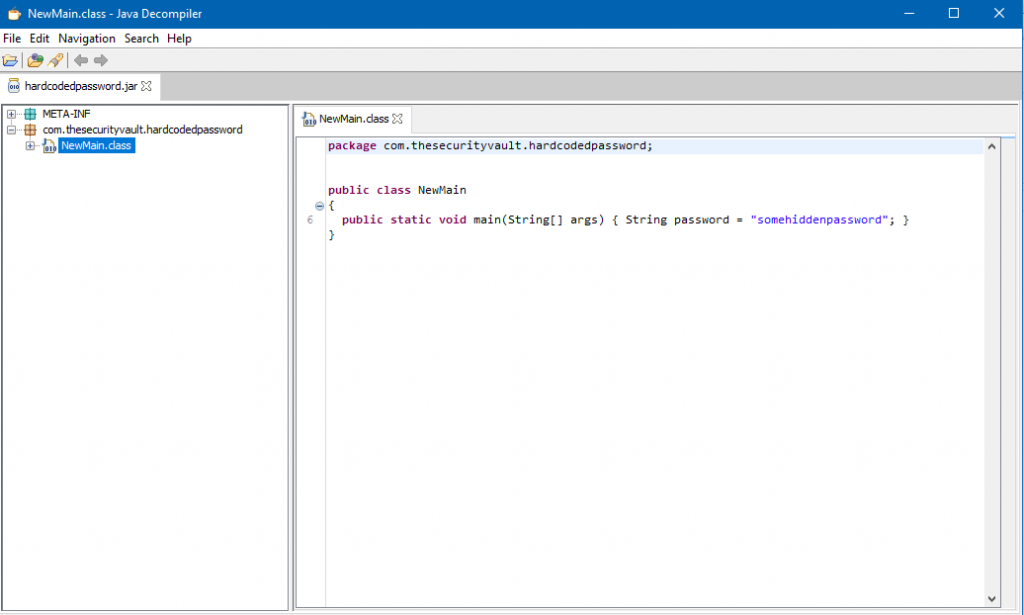 NewMain.class - Java Decompiler
File Edit Navigation Search Help
hardcodedpassword.jar
META-INF
com.thesecurityvault.hardcodedpassword
NewMain.class
NewMain.class
package com.thesecurityvault.hardcodedpassword;
public class NewMain
{
6 public static void main(String[] args) { String password = "somehiddenpassword"; }
}